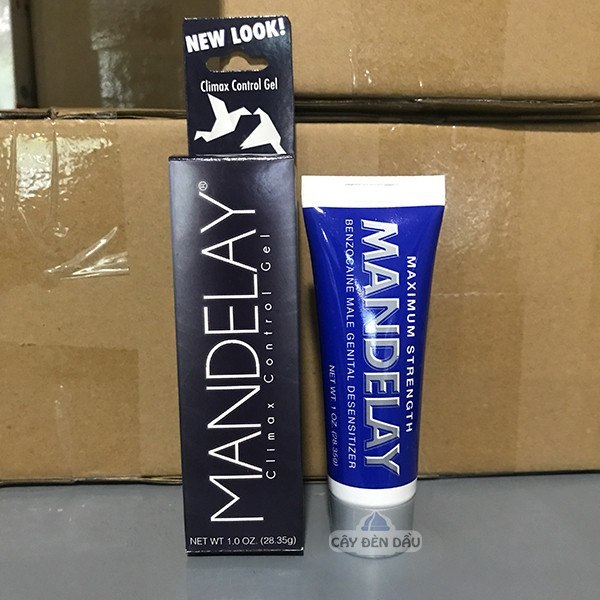 NEW LOOK!
Climax Control Gel
MANDELAY®
Climax Control Gel
NET WT 1.0 OZ. (28.35g)
MAXIMUM STRENGTH
MANDELAY
BENZOCAINE MALE GENITAL DESENSITIZER
NET WT. 1 OZ. (28.35G)
CÂY ĐÈN DẦU